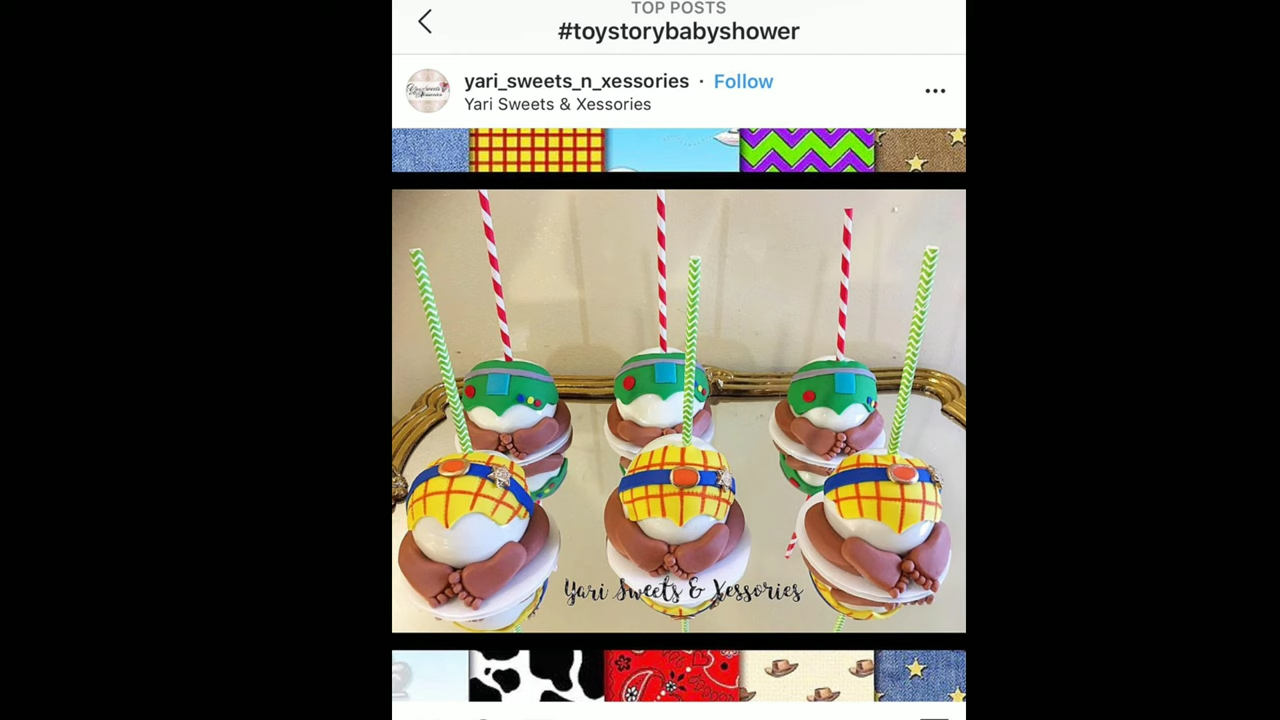 TOP POSTS
#toystorybabyshower
yari_sweets_n_xessories · Follow
Yari Sweets & Xessories
Yari Sweets & Xessories